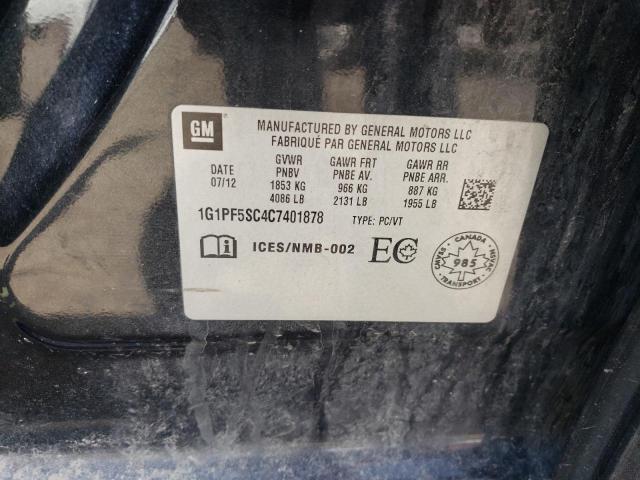 GM
MANUFACTURED BY GENERAL MOTORS LLC
FABRIQUÉ PAR GENERAL MOTORS LLC
DATE GVWR GAWR FRT GAWR RR
07/12 PNBV PNBE AV. PNBE ARR.
1853 KG 966 KG 887 KG
4086 LB 2131 LB 1955 LB
1G1PF5SC4C7401878 TYPE: PC/VT
ICES/NMB-002 EC
CANADA
SVAC
NSVAC
985
TRANSPORT